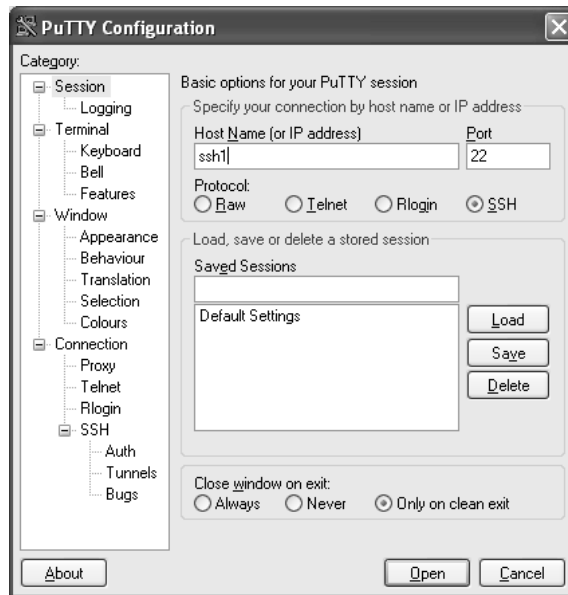 PuTTY Configuration
Category:
Session
Logging
Terminal
Keyboard
Bell
Features
Window
Appearance
Behaviour
Translation
Selection
Colours
Connection
Proxy
Telnet
Rlogin
SSH
Auth
Tunnels
Bugs
Basic options for your PuTTY session
Specify your connection by host name or IP address
Host Name (or IP address) Port
ssh1 22
Protocol:
Raw Telnet Rlogin SSH
Load, save or delete a stored session
Saved Sessions
Default Settings
Load
Save
Delete
Close window on exit:
Always Never Only on clean exit
About Open Cancel